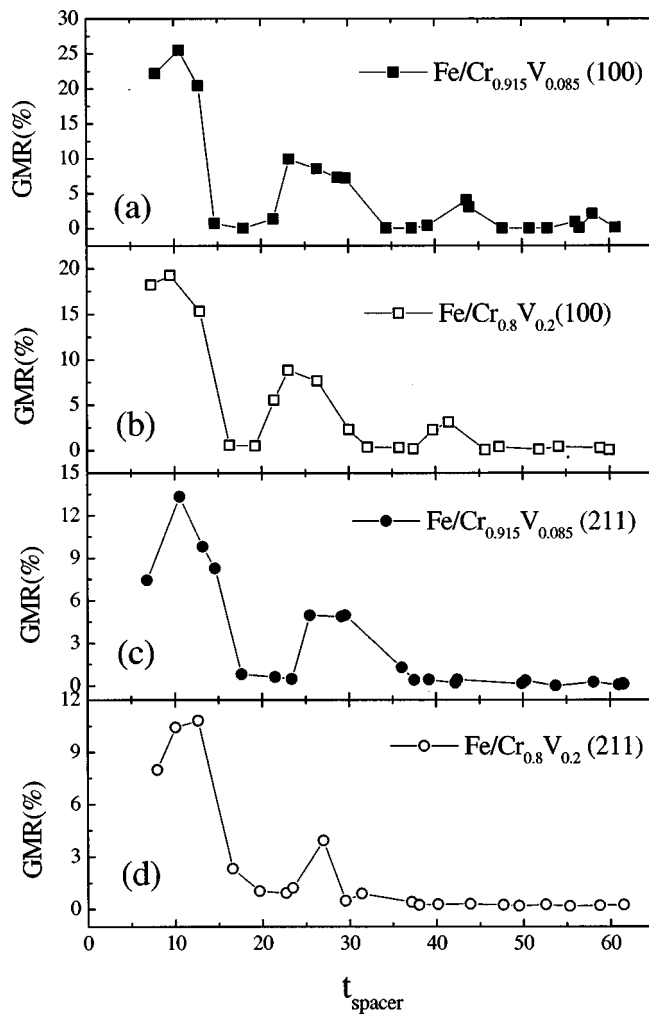 30
25
20
15
10
5
0
GMR(%)
(a)
Fe/Cr0.915V0.085 (100)
20
15
10
5
0
GMR(%)
(b)
Fe/Cr0.8V0.2(100)
15
12
9
6
3
0
GMR(%)
(c)
Fe/Cr0.915V0.085 (211)
12
9
6
3
0
GMR(%)
(d)
Fe/Cr0.8V0.2 (211)
0 10 20 30 40 50 60
tspacer